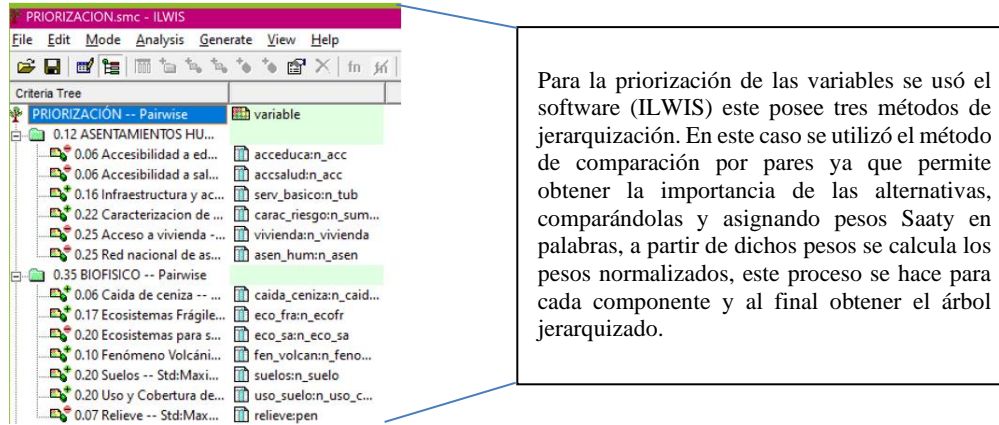 PRIORIZACION.smc - ILWIS
File Edit Mode Analysis Generate View Help
fn
Criteria Tree
PRIORIZACIÓN -- Pairwise variable
0.12 ASENTAMIENTOS HU...
0.06 Accesibilidad a ed... acceduca:n_acc
0.06 Accesibilidad a sal... accsalud:n_acc
0.16 Infraestructura y ac... serv_basico:n_tub
0.22 Caracterizacion de ... carac_riesgo:n_sum...
0.25 Acceso a vivienda -... vivienda:n_vivienda
0.25 Red nacional de as... asen_hum:n_asen
0.35 BIOFISICO -- Pairwise
0.06 Caida de ceniza -- ... caida_ceniza:n_caid...
0.17 Ecosistemas Frágile... eco_fra:n_ecofr
0.20 Ecosistemas para s... eco_sa:n_eco_sa
0.10 Fenómeno Volcáni... fen_volcan:n_feno...
0.20 Suelos -- Std:Maxi... suelos:n_suelo
0.20 Uso y Cobertura de... uso_suelo:n_uso_c...
0.07 Relieve -- Std:Max... relieve:pen
Para la priorización de las variables se usó el
software (ILWIS) este posee tres métodos de
jerarquización. En este caso se utilizó el método
de comparación por pares ya que permite
obtener la importancia de las alternativas,
comparándolas y asignando pesos Saaty en
palabras, a partir de dichos pesos se calcula los
pesos normalizados, este proceso se hace para
cada componente y al final obtener el árbol
jerarquizado.